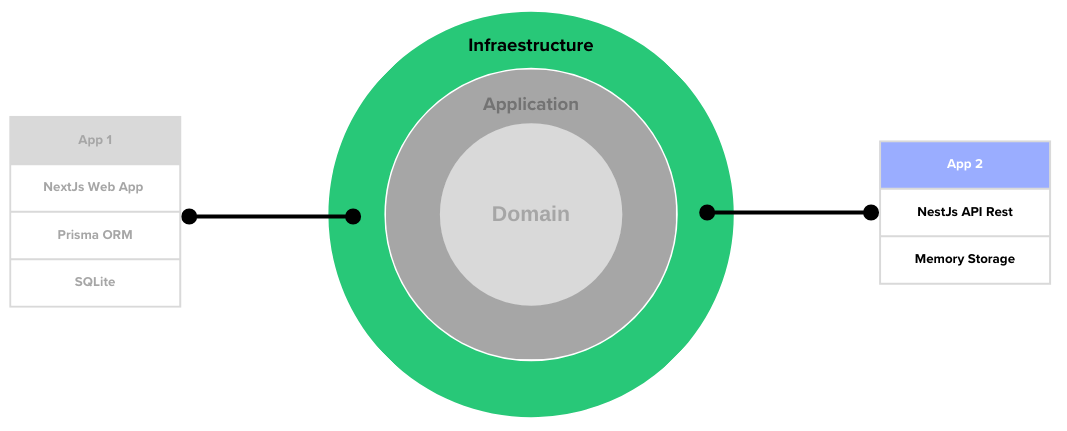 Infraestructure
Application
Domain
App 1
NextJs Web App
Prisma ORM
SQLite
App 2
NestJs API Rest
Memory Storage